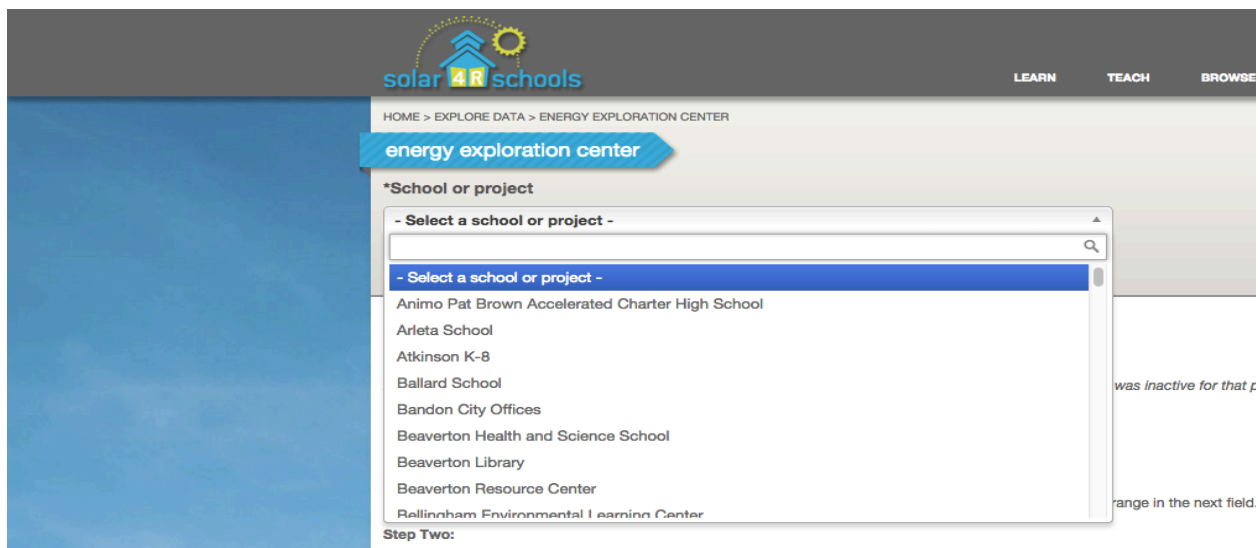 solar 4R schools
LEARN TEACH BROWSE
HOME > EXPLORE DATA > ENERGY EXPLORATION CENTER
energy exploration center
*School or project
- Select a school or project -
- Select a school or project -
Animo Pat Brown Accelerated Charter High School
Arleta School
Atkinson K-8
Ballard School
was inactive for that p
Bandon City Offices
Beaverton Health and Science School
Beaverton Library
Beaverton Resource Center
range in the next field.
Bellingham Environmental Learning Center
Step Two: